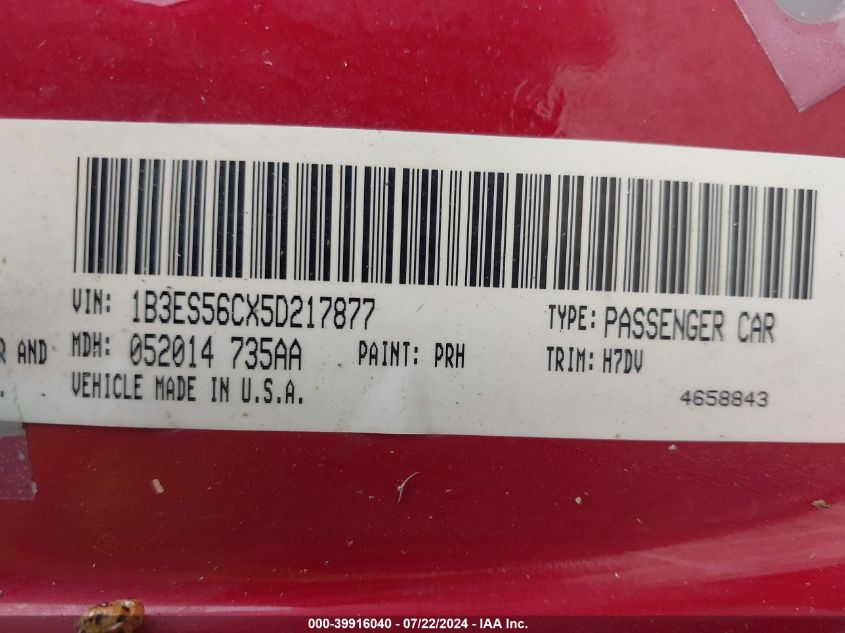 VIN: 1B3ES56CX5D217877 TYPE: PASSENGER CAR
R AND MDH: 052014 735AA PAINT: PRH TRIM: H7DV
. VEHICLE MADE IN U.S.A. 4658843
000-39916040 - 07/22/2024 - IAA Inc.